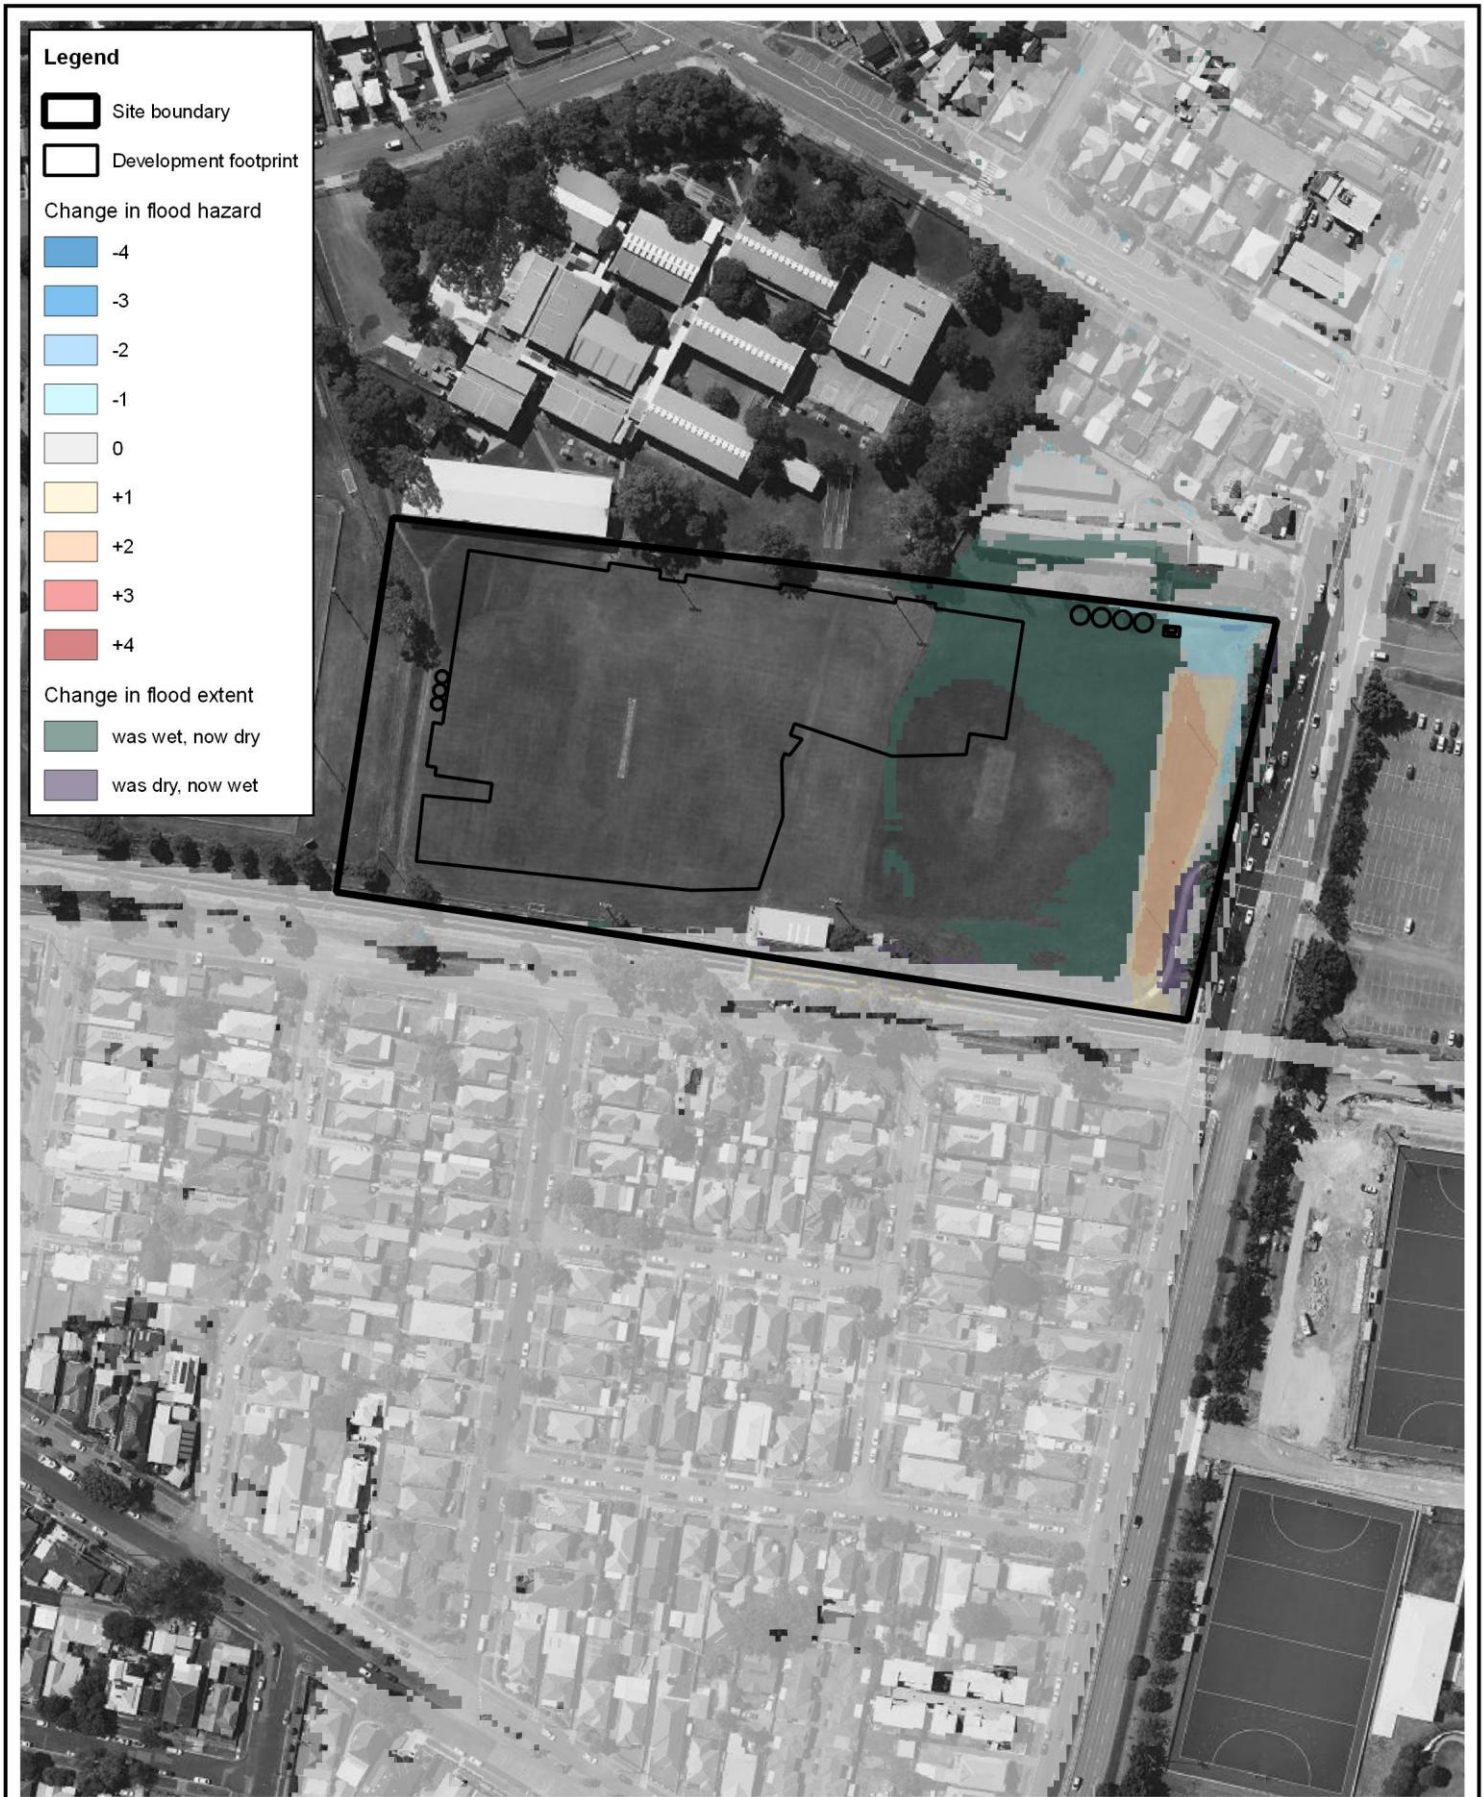 Legend
Site boundary
Development footprint
Change in flood hazard
-4
-3
-2
-1
0
+1
+2
+3
+4
Change in flood extent
was wet, now dry
was dry, now wet